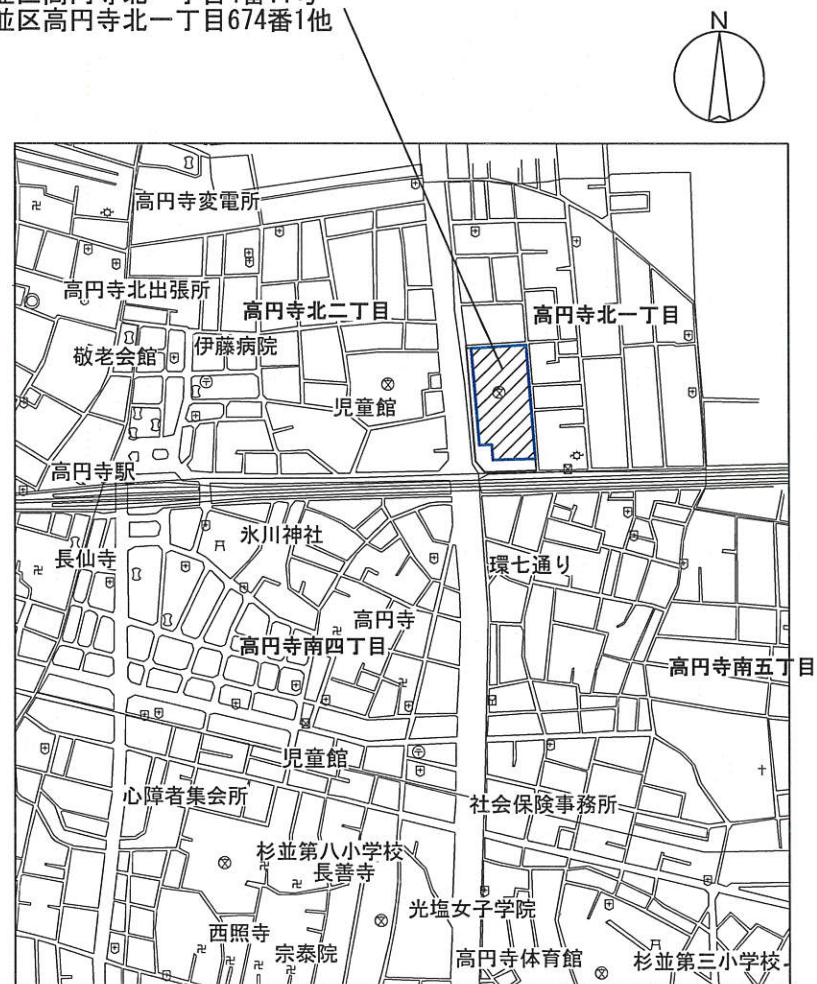 並区高円寺北一丁目674番1他
N
高円寺変電所
高円寺北出張所
高円寺北二丁目
高円寺北一丁目
敬老会館
伊藤病院
児童館
高円寺駅
氷川神社
長仙寺
環七通り
高円寺
高円寺南四丁目
高円寺南五丁目
児童館
心障者集会所
社会保険事務所
杉並第八小学校
長善寺
光塩女子学院
西照寺
宗泰院
高円寺体育館
杉並第三小学校